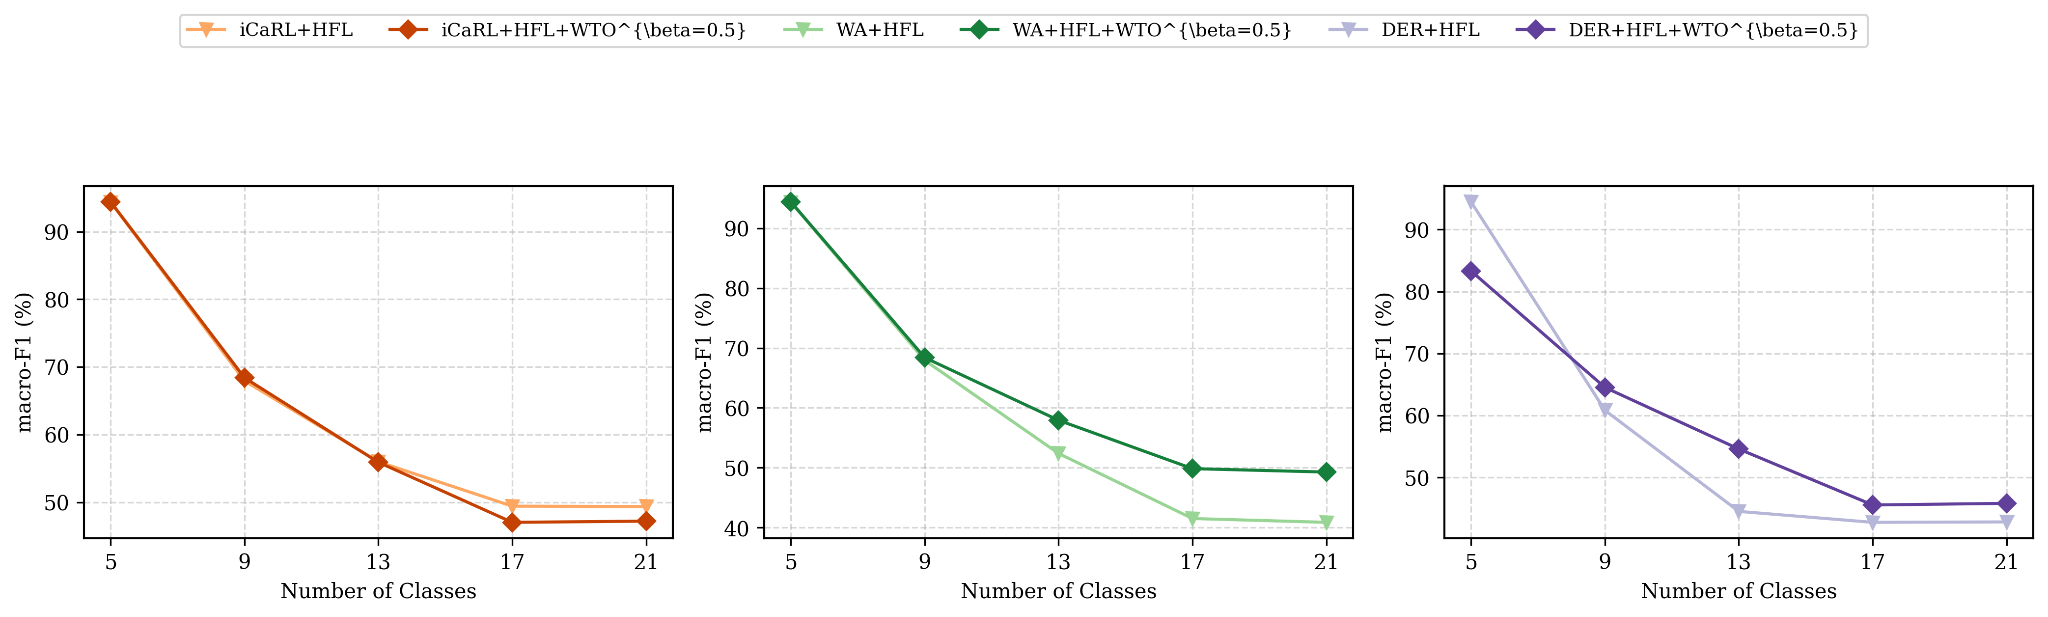 iCaRL+HFL iCaRL+HFL+WTO^{\beta=0.5} WA+HFL WA+HFL+WTO^{\beta=0.5} DER+HFL DER+HFL+WTO^{\beta=0.5}
macro-F1 (%)
90
80
70
60
50
5 9 13 17 21
Number of Classes
macro-F1 (%)
90
80
70
60
50
40
5 9 13 17 21
Number of Classes
macro-F1 (%)
90
80
70
60
50
5 9 13 17 21
Number of Classes